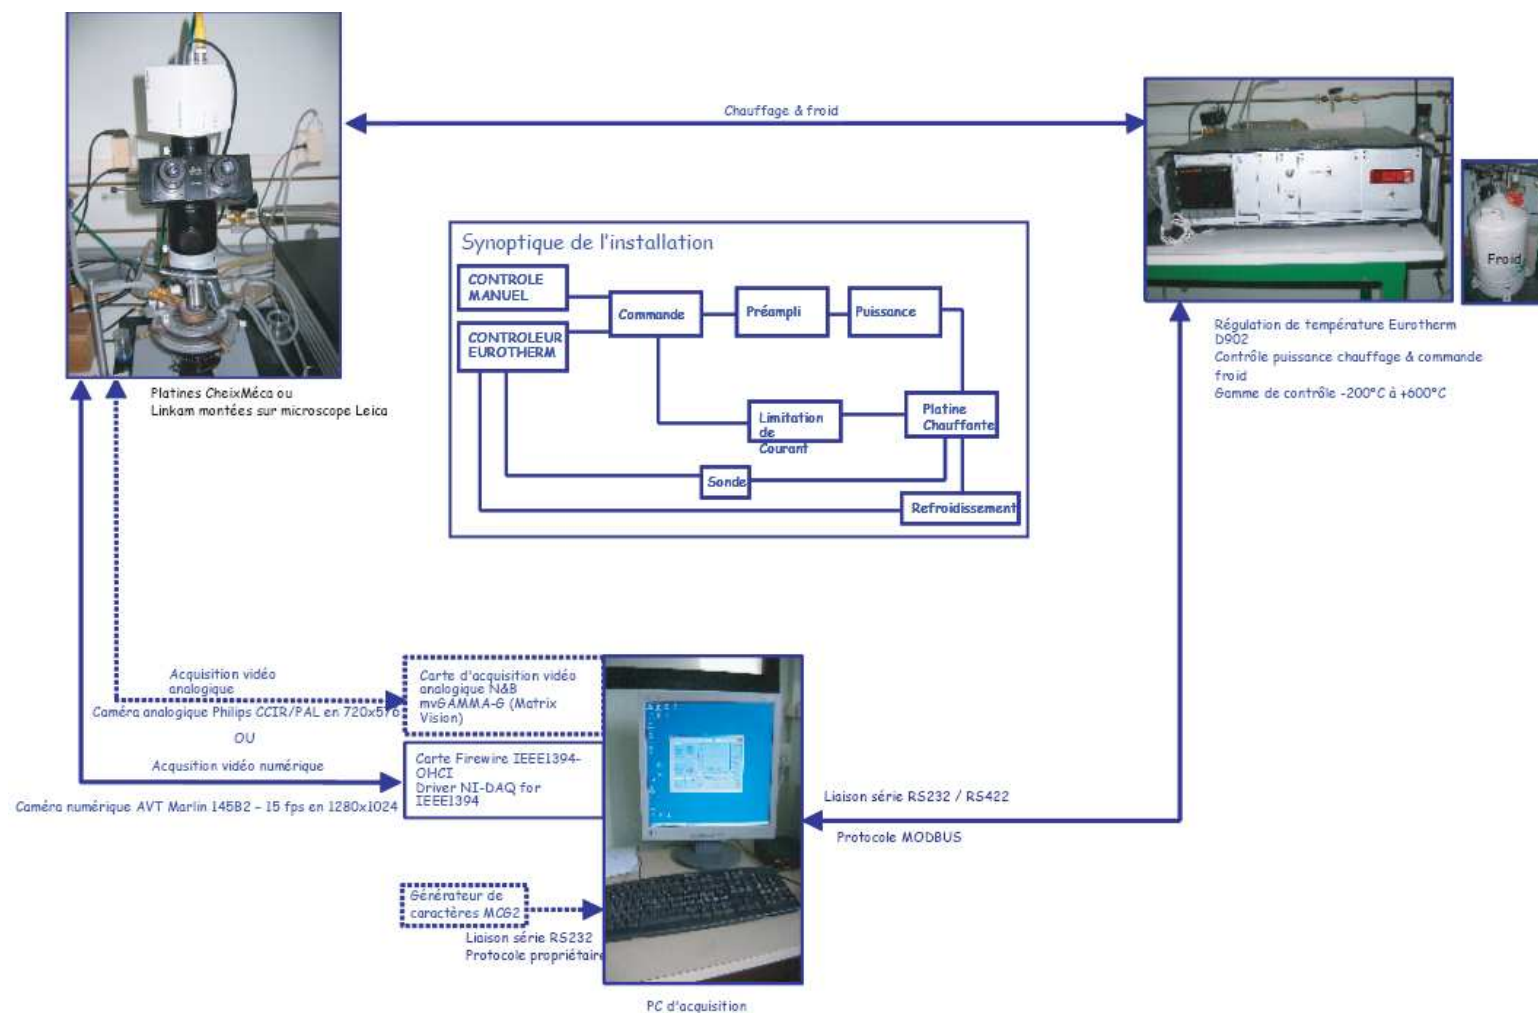 Chauffage & froid
Froid
Synoptique de l'installation
CONTROLE
MANUEL
CONTROLEUR
EUROTHERM
Commande
Préampli
Puissance
Limitation
de
Courant
Platine
Chauffante
Sonde
Refroidissement
Platines CheixMéca ou
Linkam montées sur microscope Leica
Régulation de température Eurotherm
D902
Contrôle puissance chauffage & commande
froid
Gamme de contrôle -200°C à +600°C
Acquisition vidéo
analogique
Caméra analogique Philips CCIR/PAL en 720x576
OU
Acqusition vidéo numérique
Caméra numérique AVT Marlin 145B2 - 15 fps en 1280x1024
Carte d'acquisition vidéo
analogique N&B
mvGAMMA-G (Matrix
Vision)
Carte Firewire IEEE1394-
OHCI
Driver NI-DAQ for
IEEE1394
Liaison série RS232 / RS422
Protocole MODBUS
Générateur de
caractères MCG2
Liaison série RS232
Protocole propriétaire
PC d'acquisition